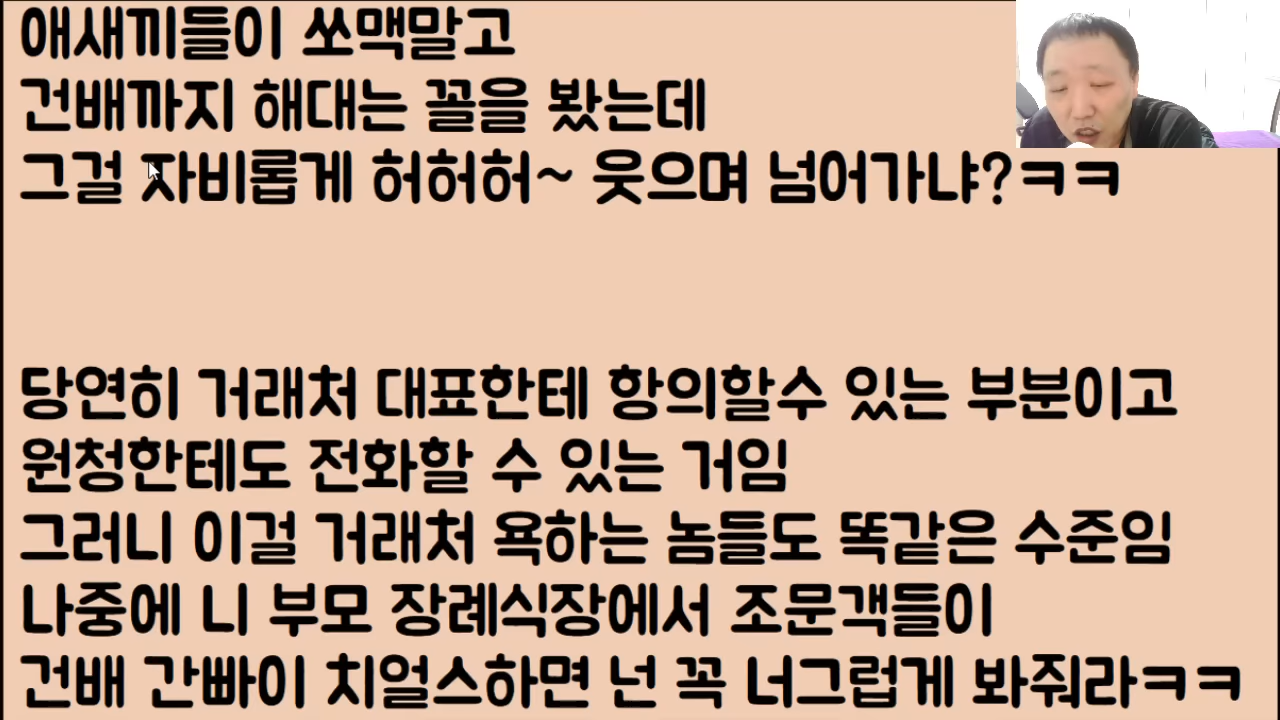 애새끼들이 쏘맥말고
건배까지 해대는 꼴을 봤는데
그걸 자비롭게 허허허~ 웃으며 넘어가냐?ㅋㅋ
당연히 거래처 대표한테 항의할수 있는 부분이고
원청한테도 전화할 수 있는 거임
그러니 이걸 거래처 욕하는 놈들도 똑같은 수준임
나중에 니 부모 장례식장에서 조문객들이
건배 간빠이 치얼스하면 넌 꼭 너그럽게 봐줘라ㅋㅋ